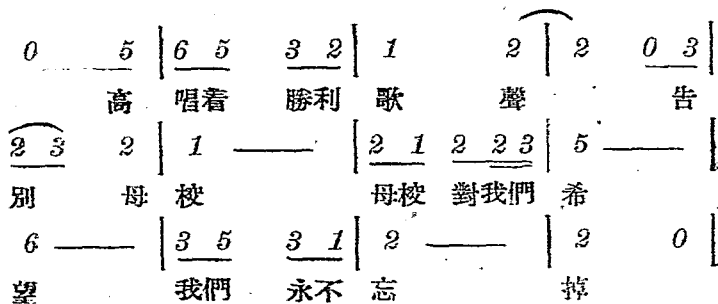 0 5 | 6 5 3 2 | 1 2 | 2 0 3 |
高 唱着 勝利 歌 聲 告
2 3 2 | 1 — | 2 1 2 2 3 | 5 — |
別 母 校 母校 對我們 希
6 — | 3 5 3 1 | 2 — | 2 0 |
望 我們 永不 忘 掉